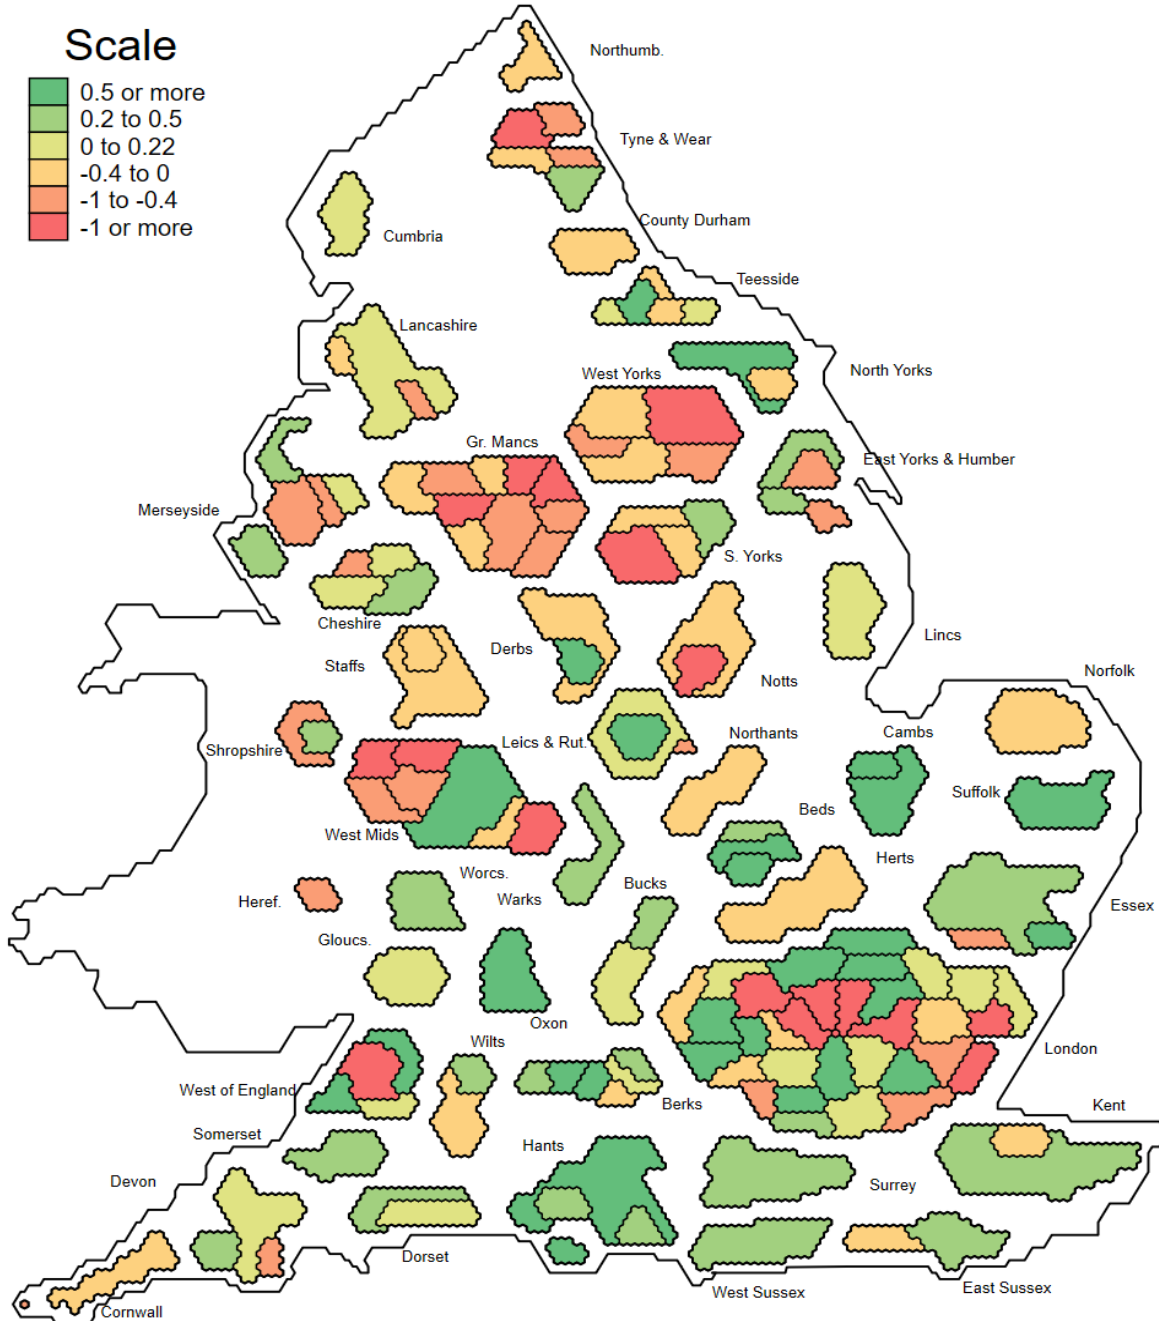 Scale
0.5 or more
0.2 to 0.5
0 to 0.22
-0.4 to 0
-1 to -0.4
-1 or more
Northumb.
Tyne & Wear
County Durham
Cumbria
Teesside
Lancashire
North Yorks
West Yorks
Gr. Mancs
East Yorks & Humber
Merseyside
S. Yorks
Cheshire
Lincs
Derbs
Staffs
Norfolk
Notts
Shropshire
Leics & Rut.
Northants
Cambs
Suffolk
Beds
West Mids
Herts
Worcs.
Bucks
Heref.
Warks
Essex
Gloucs.
Oxon
Wilts
London
West of England
Berks
Kent
Somerset
Hants
Devon
Surrey
Dorset
West Sussex
East Sussex
Cornwall